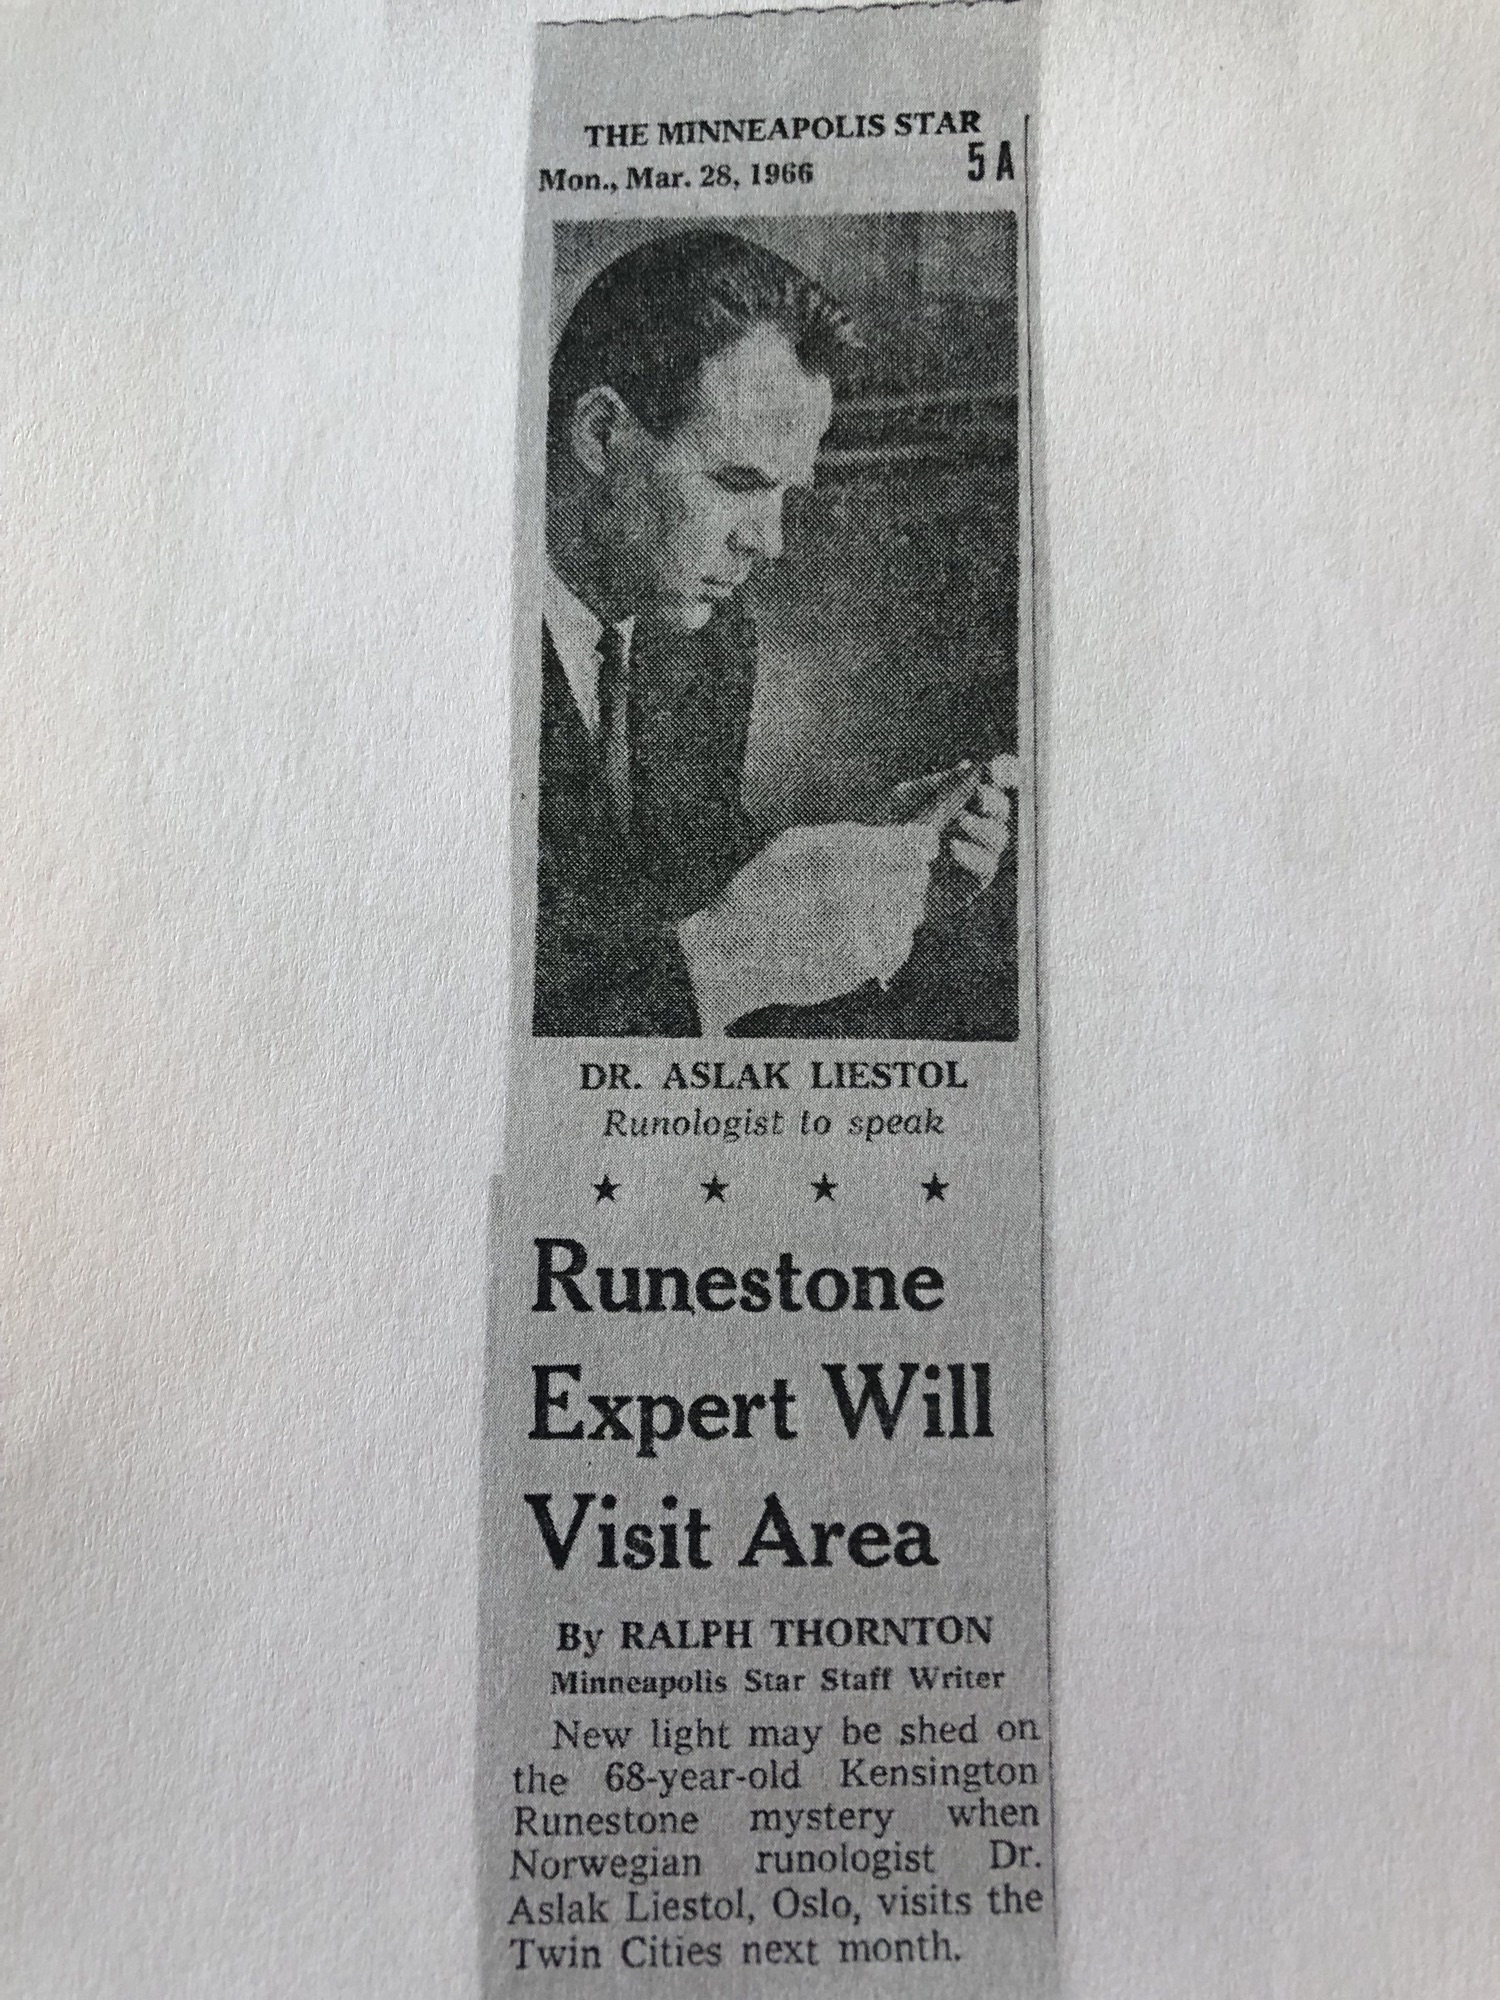 THE MINNEAPOLIS STAR
Mon., Mar. 28, 1966 5 A
DR. ASLAK LIESTOL
Runologist to speak
★ ★ ★ ★
Runestone
Expert Will
Visit Area
By RALPH THORNTON
Minneapolis Star Staff Writer
New light may be shed on
the 68-year-old Kensington
Runestone mystery when
Norwegian runologist Dr.
Aslak Liestol, Oslo, visits the
Twin Cities next month.